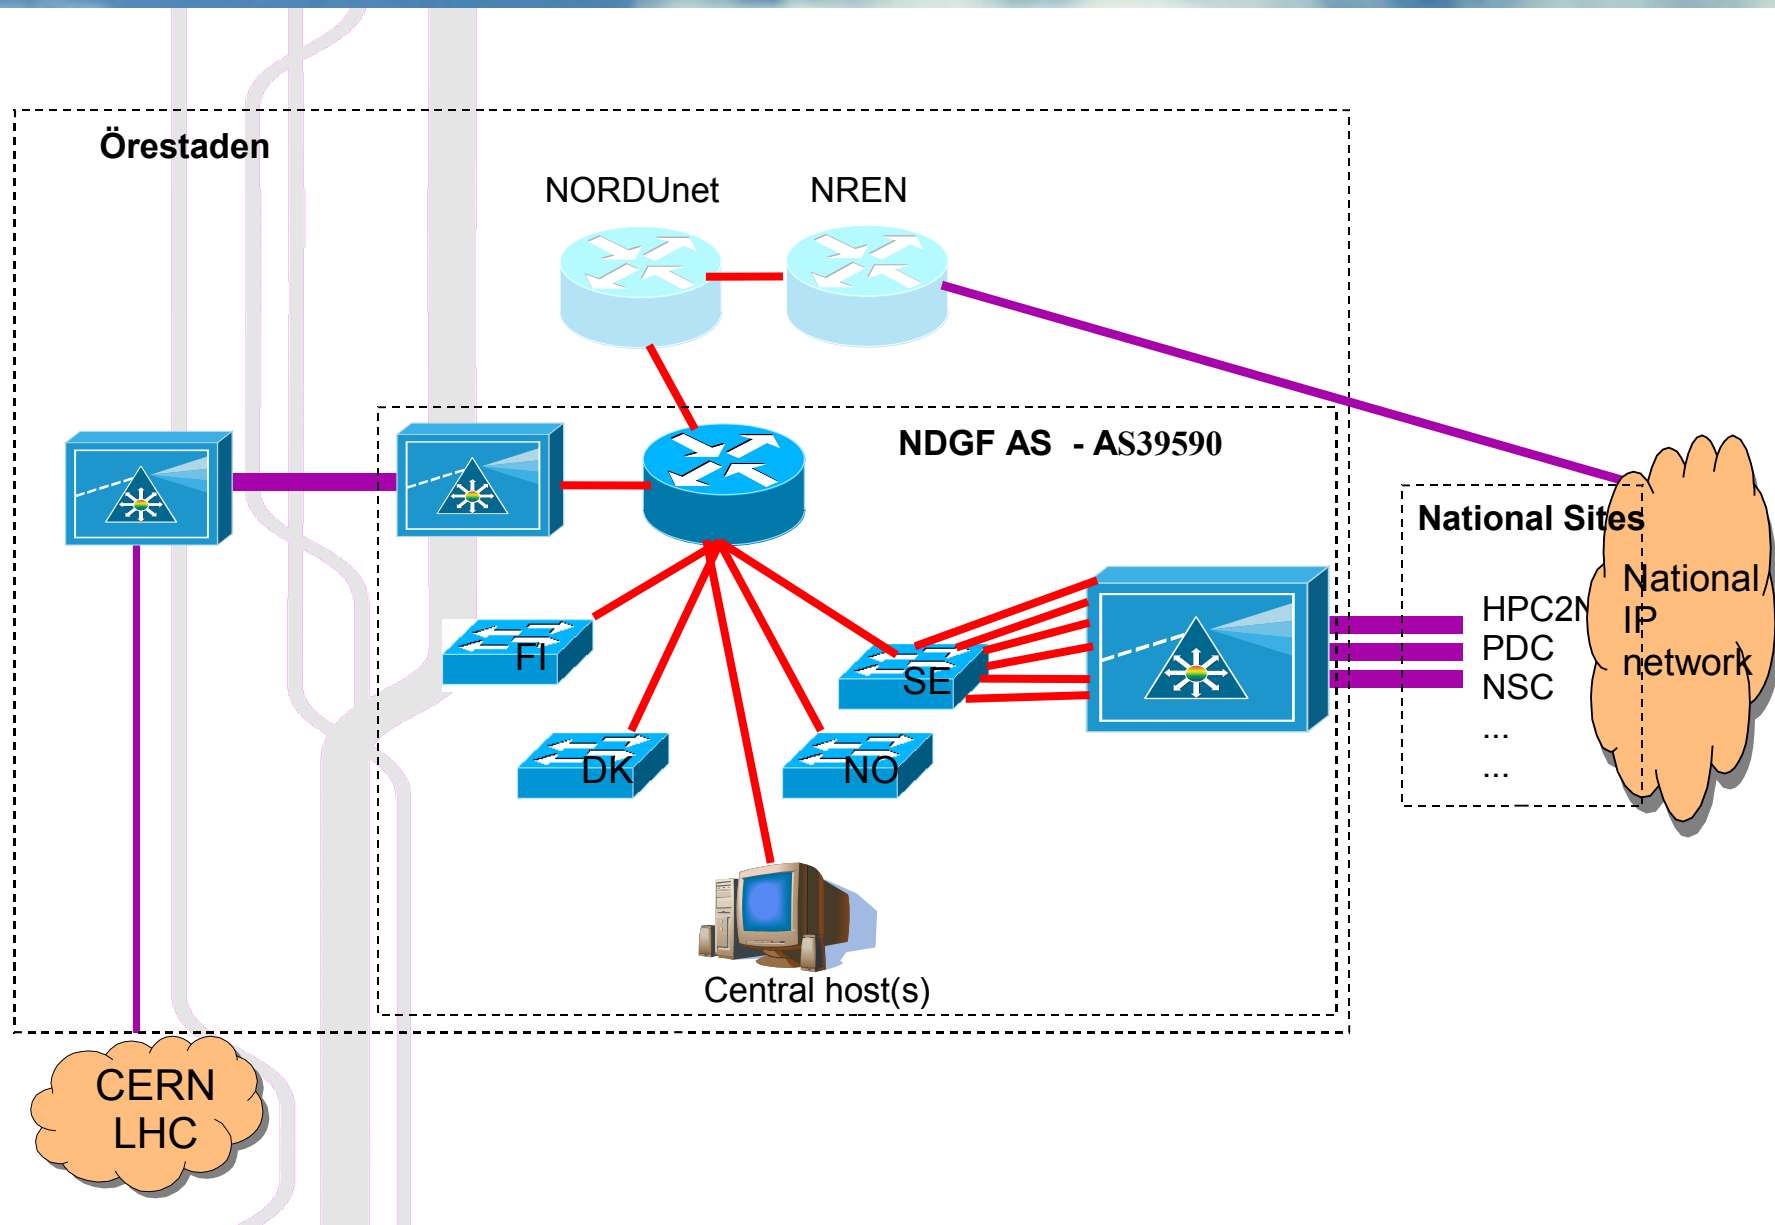 Örestaden
NORDUnet
NREN
NDGF AS - AS39590
National Sites
National
IP
network
HPC2N
PDC
NSC
...
...
FI
SE
DK
NO
Central host(s)
CERN
LHC